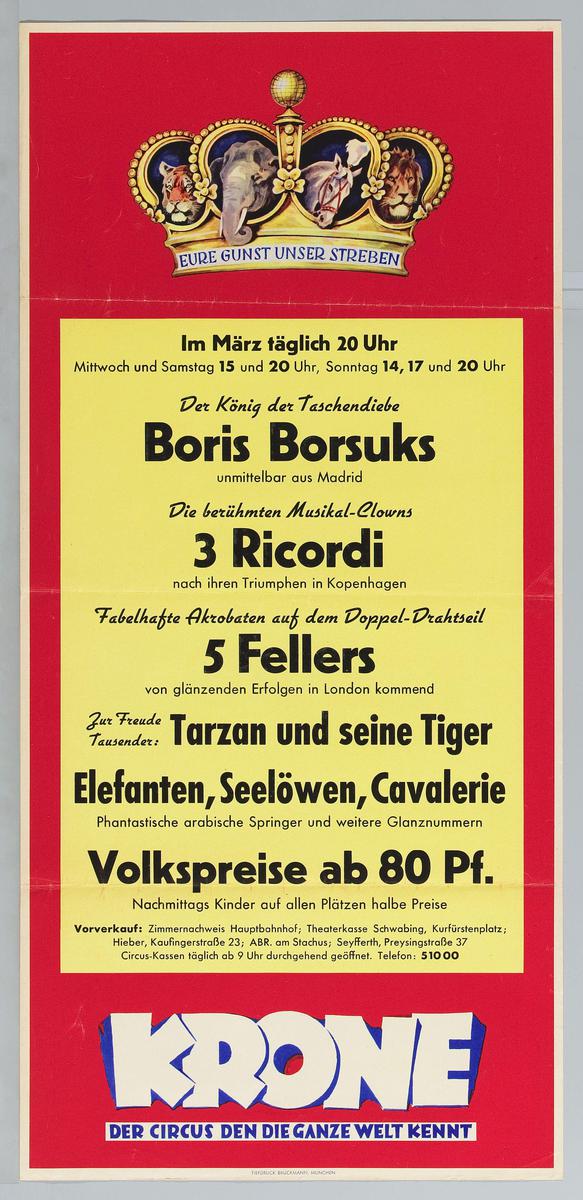 EURE GUNST UNSER STREBEN
Im März täglich 20 Uhr
Mittwoch und Samstag 15 und 20 Uhr, Sonntag 14, 17 und 20 Uhr
Der König der Taschendiebe
Boris Borsuks
unmittelbar aus Madrid
Die berühmten Musikal-Clowns
3 Ricordi
nach ihren Triumphen in Kopenhagen
Fabelhafte Akrobaten auf dem Doppel-Drahtseil
5 Fellers
von glänzenden Erfolgen in London kommend
Zur Freude
Tausender: Tarzan und seine Tiger
Elefanten, Seelöwen, Cavalerie
Phantastische arabische Springer und weitere Glanznummern
Volkspreise ab 80 Pf.
Nachmittags Kinder auf allen Plätzen halbe Preise
Vorverkauf: Zimmernachweis Hauptbahnhof; Theaterkasse Schwabing, Kurfürstenplatz;
Hieber, Kaufingerstraße 23; ABR. am Stachus; Seyfferth, Preysingstraße 37
Circus-Kassen täglich ab 9 Uhr durchgehend geöffnet. Telefon: 51000
KRONE
DER CIRCUS DEN DIE GANZE WELT KENNT
TIEFDRUCK BRUCKMANN, MÜNCHEN